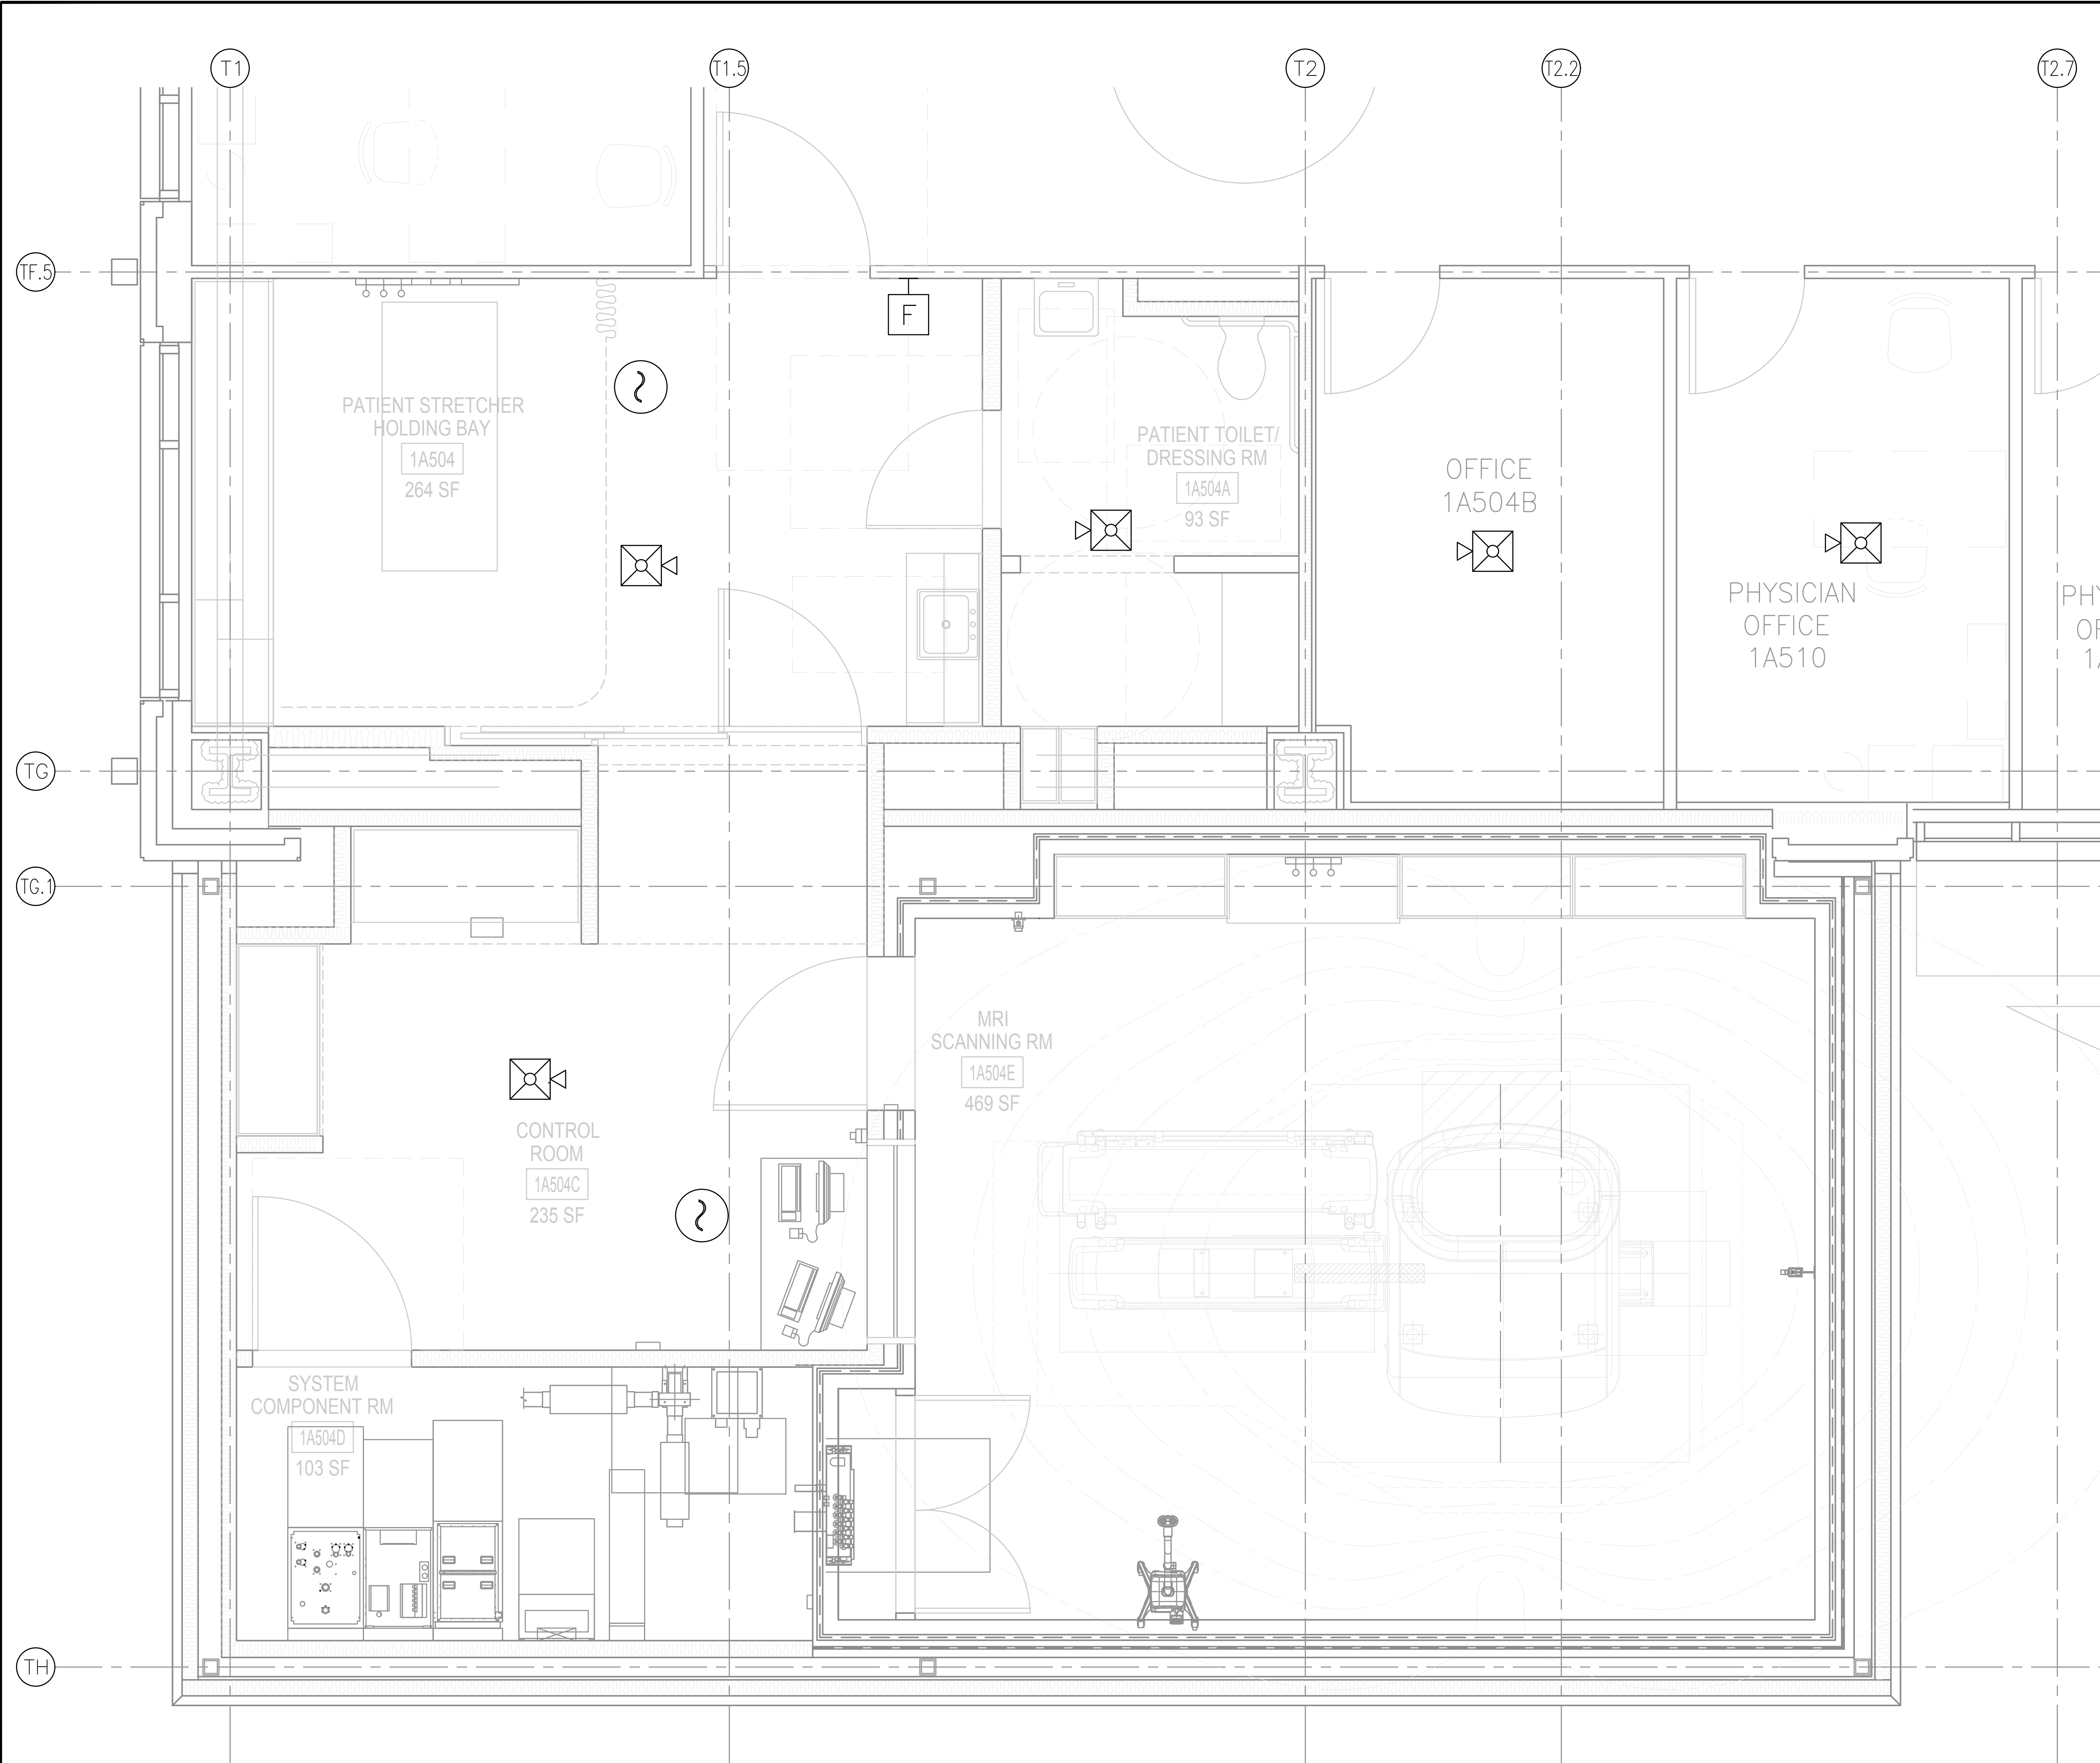 T1
T1.5
T2
T2.2
T2.7
TF.5
F
PATIENT STRETCHER
HOLDING BAY
1A504
264 SF
PATIENT TOILET/
DRESSING RM
1A504A
93 SF
OFFICE
1A504B
PHYSICIAN
OFFICE
1A510
TG
TG.1
MRI
SCANNING RM
1A504E
469 SF
CONTROL
ROOM
1A504C
235 SF
SYSTEM
COMPONENT RM
1A504D
103 SF
TH